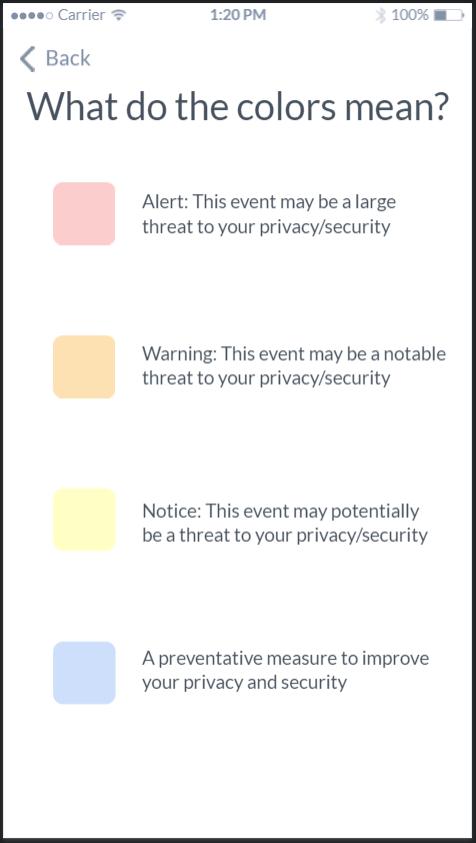 Carrier 1:20 PM 100%
Back
What do the colors mean?
Alert: This event may be a large
threat to your privacy/security
Warning: This event may be a notable
threat to your privacy/security
Notice: This event may potentially
be a threat to your privacy/security
A preventative measure to improve
your privacy and security